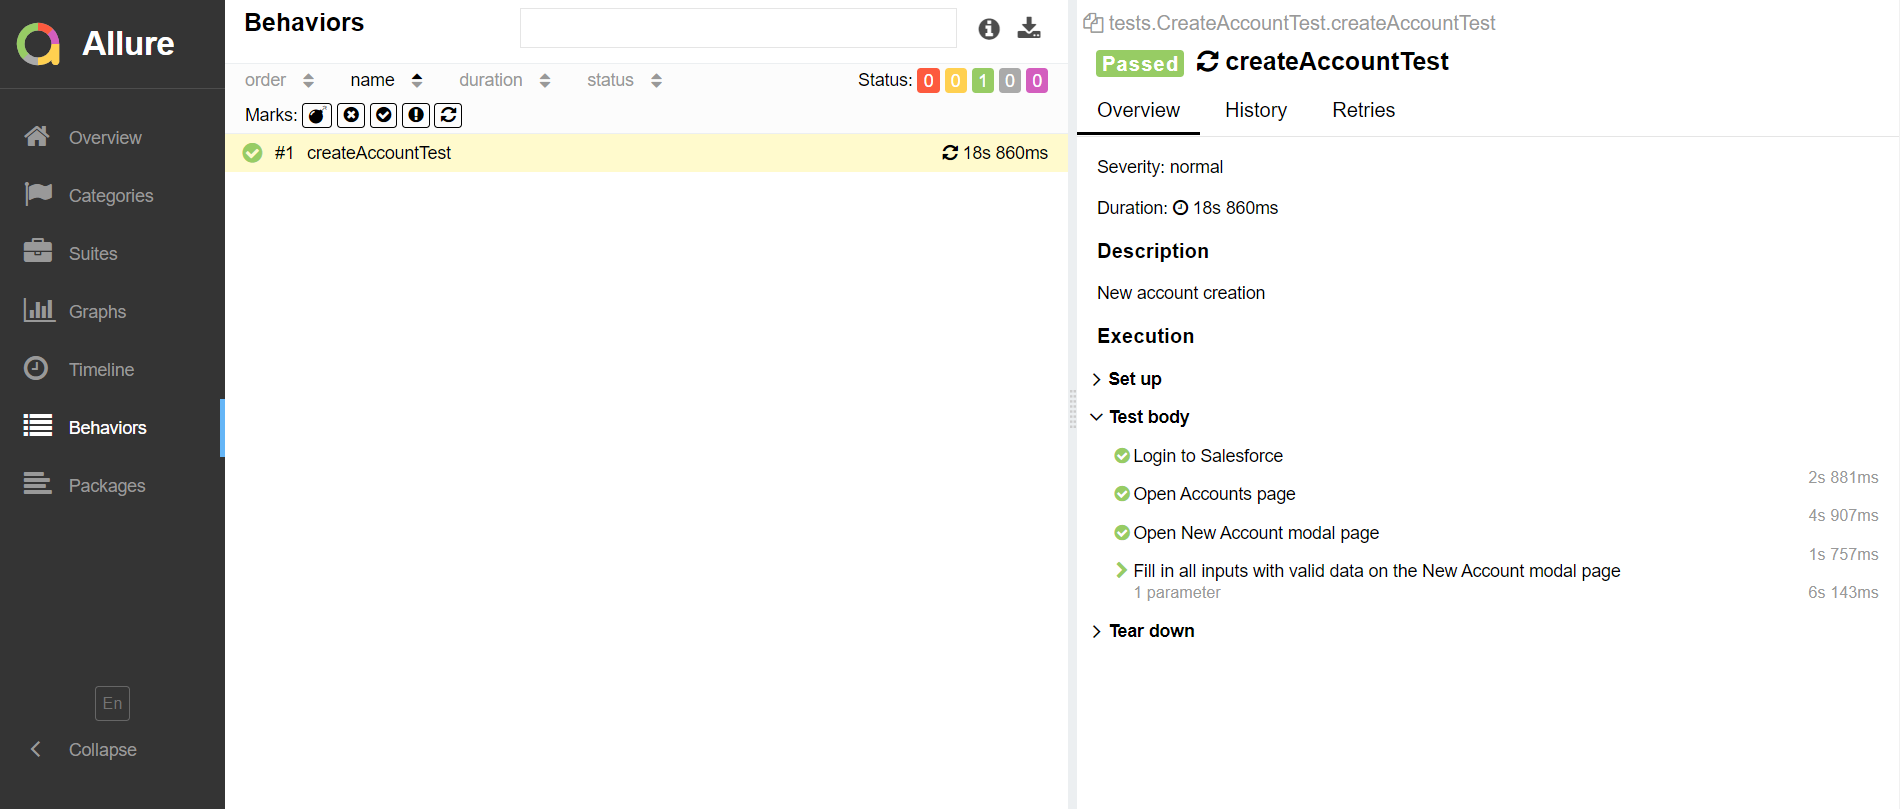 Allure
Overview
Categories
Suites
Graphs
Timeline
Behaviors
Packages
En
Collapse
Behaviors
order name duration status Status: 0 0 1 0 0
Marks:
#1 createAccountTest 18s 860ms
tests.CreateAccountTest.createAccountTest
Passed createAccountTest
Overview History Retries
Severity: normal
Duration: 18s 860ms
Description
New account creation
Execution
Set up
Test body
Login to Salesforce
2s 881ms
Open Accounts page
4s 907ms
Open New Account modal page
1s 757ms
Fill in all inputs with valid data on the New Account modal page
1 parameter 6s 143ms
Tear down